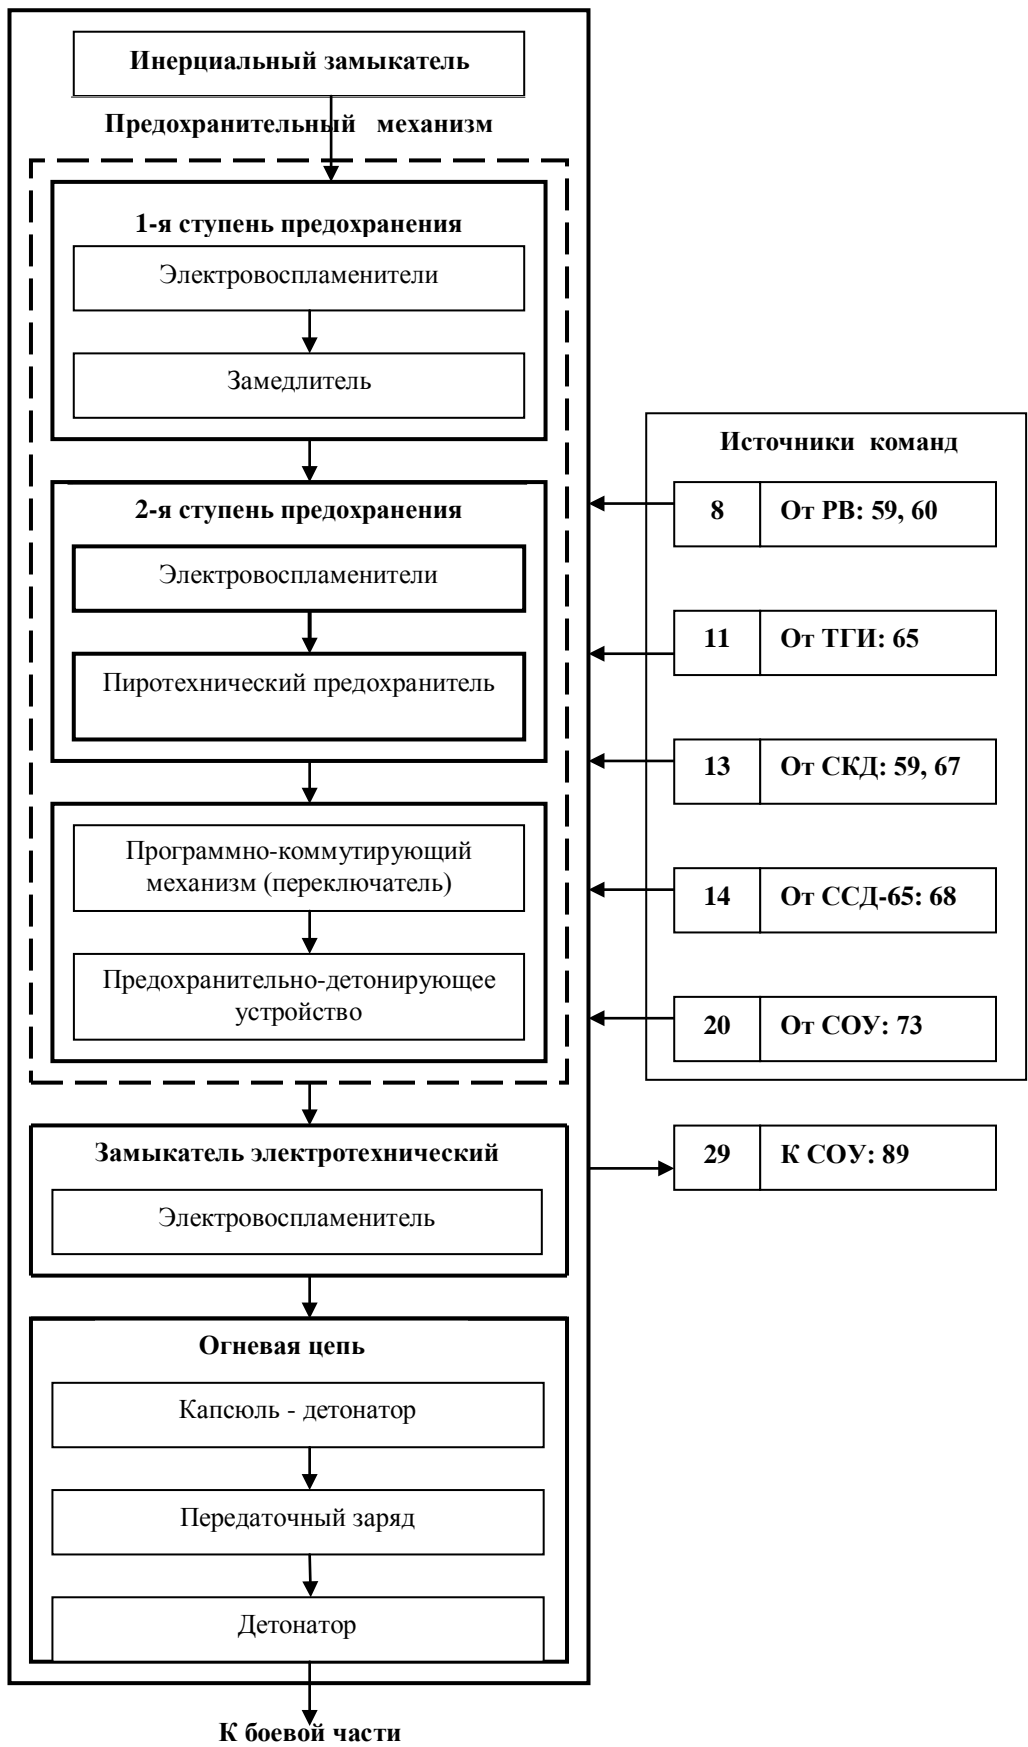 Инерциальный замыкатель
Предохранительный механизм
1-я ступень предохранения
Электровоспламенители
Замедлитель
2-я ступень предохранения
Электровоспламенители
Пиротехнический предохранитель
Программно-коммутирующий
механизм (переключатель)
Предохранительно-детонирующее
устройство
Замыкатель электротехнический
Электровоспламенитель
Огневая цепь
Капсюль - детонатор
Передаточный заряд
Детонатор
К боевой части
Источники команд
8 От РВ: 59, 60
11 От ТГИ: 65
13 От СКД: 59, 67
14 От ССД-65: 68
20 От СОУ: 73
29 К СОУ: 89